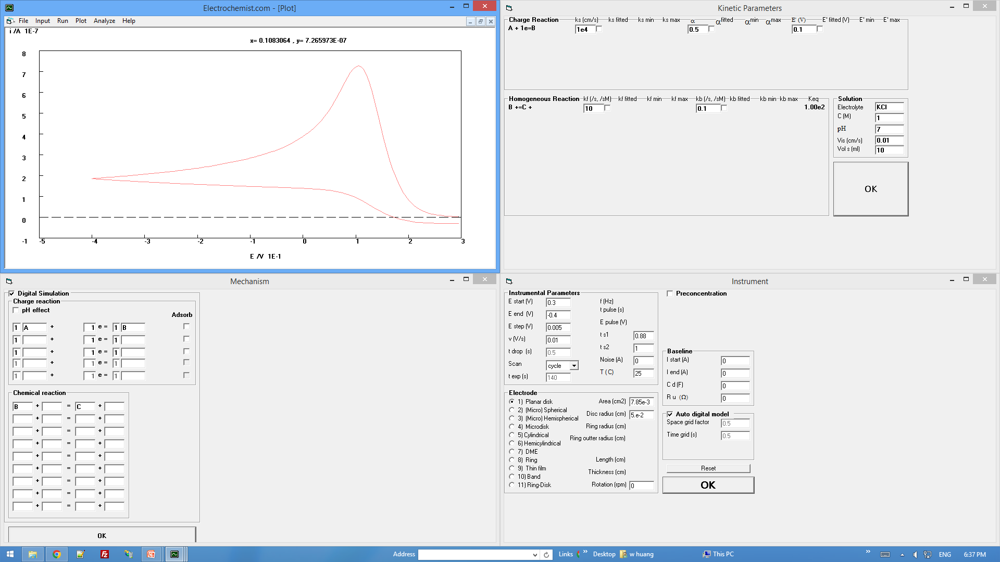 Electrochemist.com - [Plot]
File Input Run Plot Analyze Help
i /A 1E-7
x= 0.1083064 , y= 7.265973E-07
8
7
6
5
4
3
2
1
0
-1
-5 -4 -3 -2 -1 0 1 2 3
E /V 1E-1
Kinetic Parameters
Charge Reaction ks (cm/s) ks fitted ks min ks max α αfitted αmin αmax E' (V) E' fitted (V) E' min E' max
A + 1e=B 1e4 0.5 0.1
Homogeneous Reaction kf (/s, /sM) kf fitted kf min kf max kb (/s, /sM) kb fitted kb min kb max Keq
B +=C + 10 0.1 1.00e2
Solution
Electrolyte KCl
C (M) 1
pH 7
Vis (cm/s) 0.01
Vol s (ml) 10
OK
Mechanism
Digital Simulation
Charge reaction
pH effect
Adsorb
1 A + 1 e = 1 B
1 + 1 e = 1
1 + 1 e = 1
1 + 1 e = 1
1 + 1 e = 1
Chemical reaction
B + = C +
+ = +
+ = +
+ = +
+ = +
+ = +
+ = +
+ = +
+ = +
OK
Instrument
Instrumental Parameters
E start (V) 0.3
E end (V) -0.4
E step (V) 0.005
v (V/s) 0.01
t drop (s) 0.5
Scan cycle
t exp (s) 140
f (Hz)
t pulse (s)
E pulse (V)
t s1 0.88
t s2 1
Noise (A) 0
T ( C) 25
Electrode
1) Planar disk
2) (Micro) Spherical
3) (Micro) Hemispherical
4) Microdisk
5) Cylindrical
6) Hemicylindrical
7) DME
8) Ring
9) Thin film
10) Band
11) Ring-Disk
Area (cm2) 7.85e-3
Disc radius (cm) 5.e-2
Ring radius (cm)
Ring outter radius (cm)
Length (cm)
Thickness (cm)
Rotation (rpm) 0
Preconcentration
Baseline
I start (A) 0
I end (A) 0
C d (F) 0
R u (Ω) 0
Auto digital model
Space grid factor 0.5
Time grid (s) 0.5
Reset
OK
Address Links » Desktop w huang This PC » ENG 6:37 PM